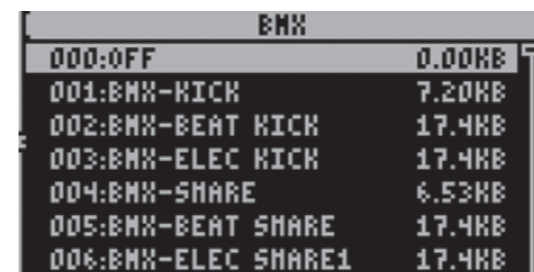 BMX
000:OFF 0.00KB
001:BMX-KICK 7.20KB
002:BMX-BEAT KICK 17.4KB
003:BMX-ELEC KICK 17.4KB
004:BMX-SNARE 6.53KB
005:BMX-BEAT SNARE 17.4KB
006:BMX-ELEC SNARE1 17.4KB